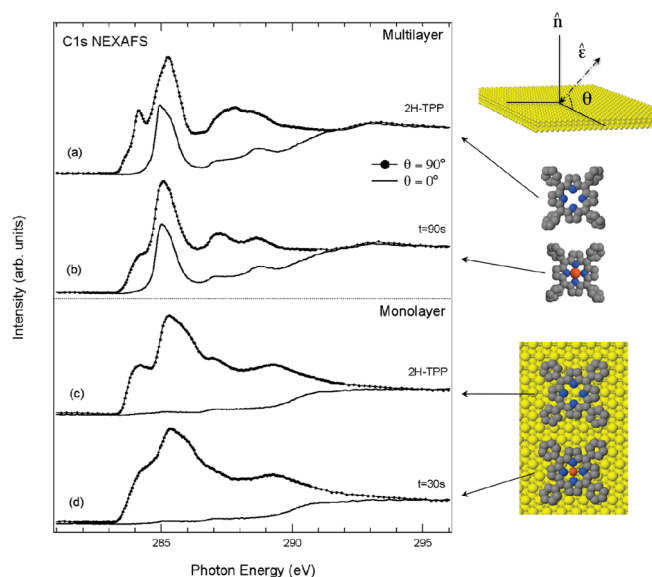 C1s NEXAFS
Multilayer
2H-TPP
(a)
θ = 90°
θ = 0°
t=90s
(b)
Monolayer
2H-TPP
(c)
t=30s
(d)
Intensity (arb. units)
285
290
295
Photon Energy (eV)
n̂
ε̂
θ